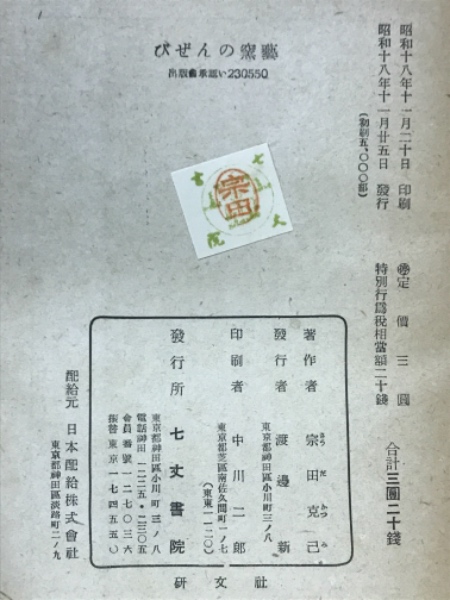 びぜんの窯藝
出版會承認い230550
昭和十八年十一月二十日 印刷
昭和十八年十一月廿五日 發行
(初刷五、〇〇〇部)
定價三圓
特別行爲稅相當額二十錢
合計三圓二十錢
宗田
七丈書院
著作者 宗田克己
發行者 渡邊新
東京都神田區小川町三ノ八
印刷者 中川二郎
東京都芝區南佐久間町一ノ七
(東東一一二〇)
發行所 七丈書院
東京都神田區小川町三ノ八
電話神田
會員番號一二七〇三六
振替東京一七四五五〇
配給元 日本配給株式會社
東京都神田區淡路町二ノ九
研文社